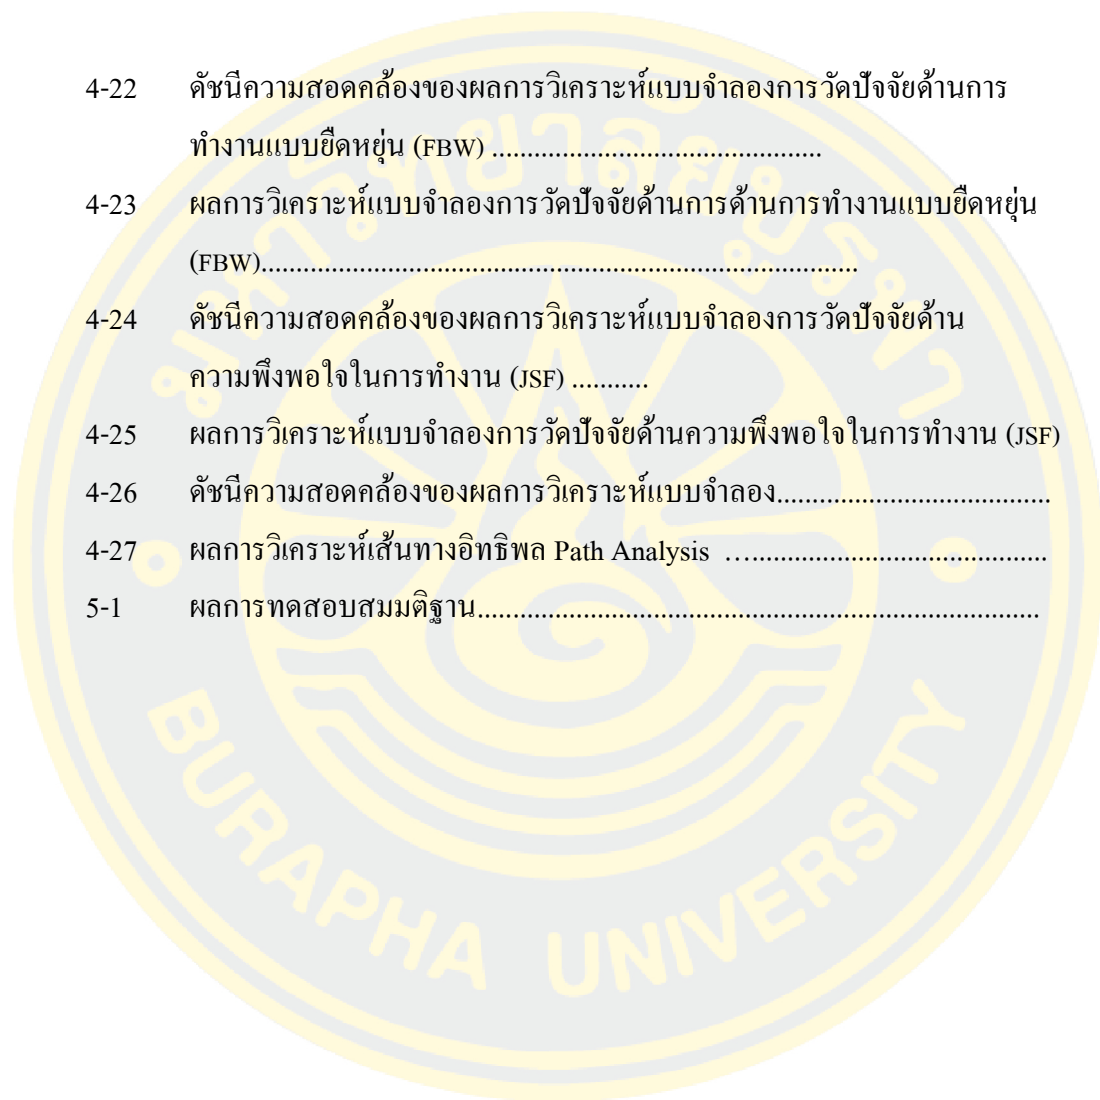 4-22 ดัชนีความสอดคล้องของผลการวิเคราะห์แบบจำลองการวัดปัจจัยด้านการ
ทำงานแบบยืดหยุ่น (FBW) ...............................................
4-23 ผลการวิเคราะห์แบบจำลองการวัดปัจจัยด้านการด้านการทำงานแบบยืดหยุ่น
(FBW).....................................................................................
4-24 ดัชนีความสอดคล้องของผลการวิเคราะห์แบบจำลองการวัดปัจจัยด้าน
ความพึงพอใจในการทำงาน (JSF) ...........
4-25 ผลการวิเคราะห์แบบจำลองการวัดปัจจัยด้านความพึงพอใจในการทำงาน (JSF)
4-26 ดัชนีความสอดคล้องของผลการวิเคราะห์แบบจำลอง.......................................
4-27 ผลการวิเคราะห์เส้นทางอิทธิพล Path Analysis ….........................................
5-1 ผลการทดสอบสมมติฐาน................................................................................
มหาวิทยาลัยบูรพา
BURAPHA UNIVERSITY